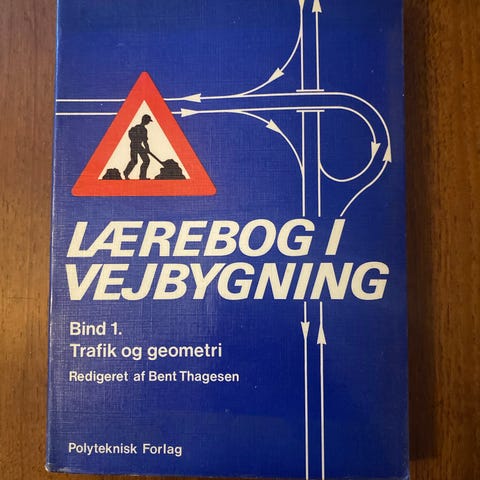 LÆREBOG I
VEJBYGNING
Bind 1.
Trafik og geometri
Redigeret af Bent Thagesen
Polyteknisk Forlag